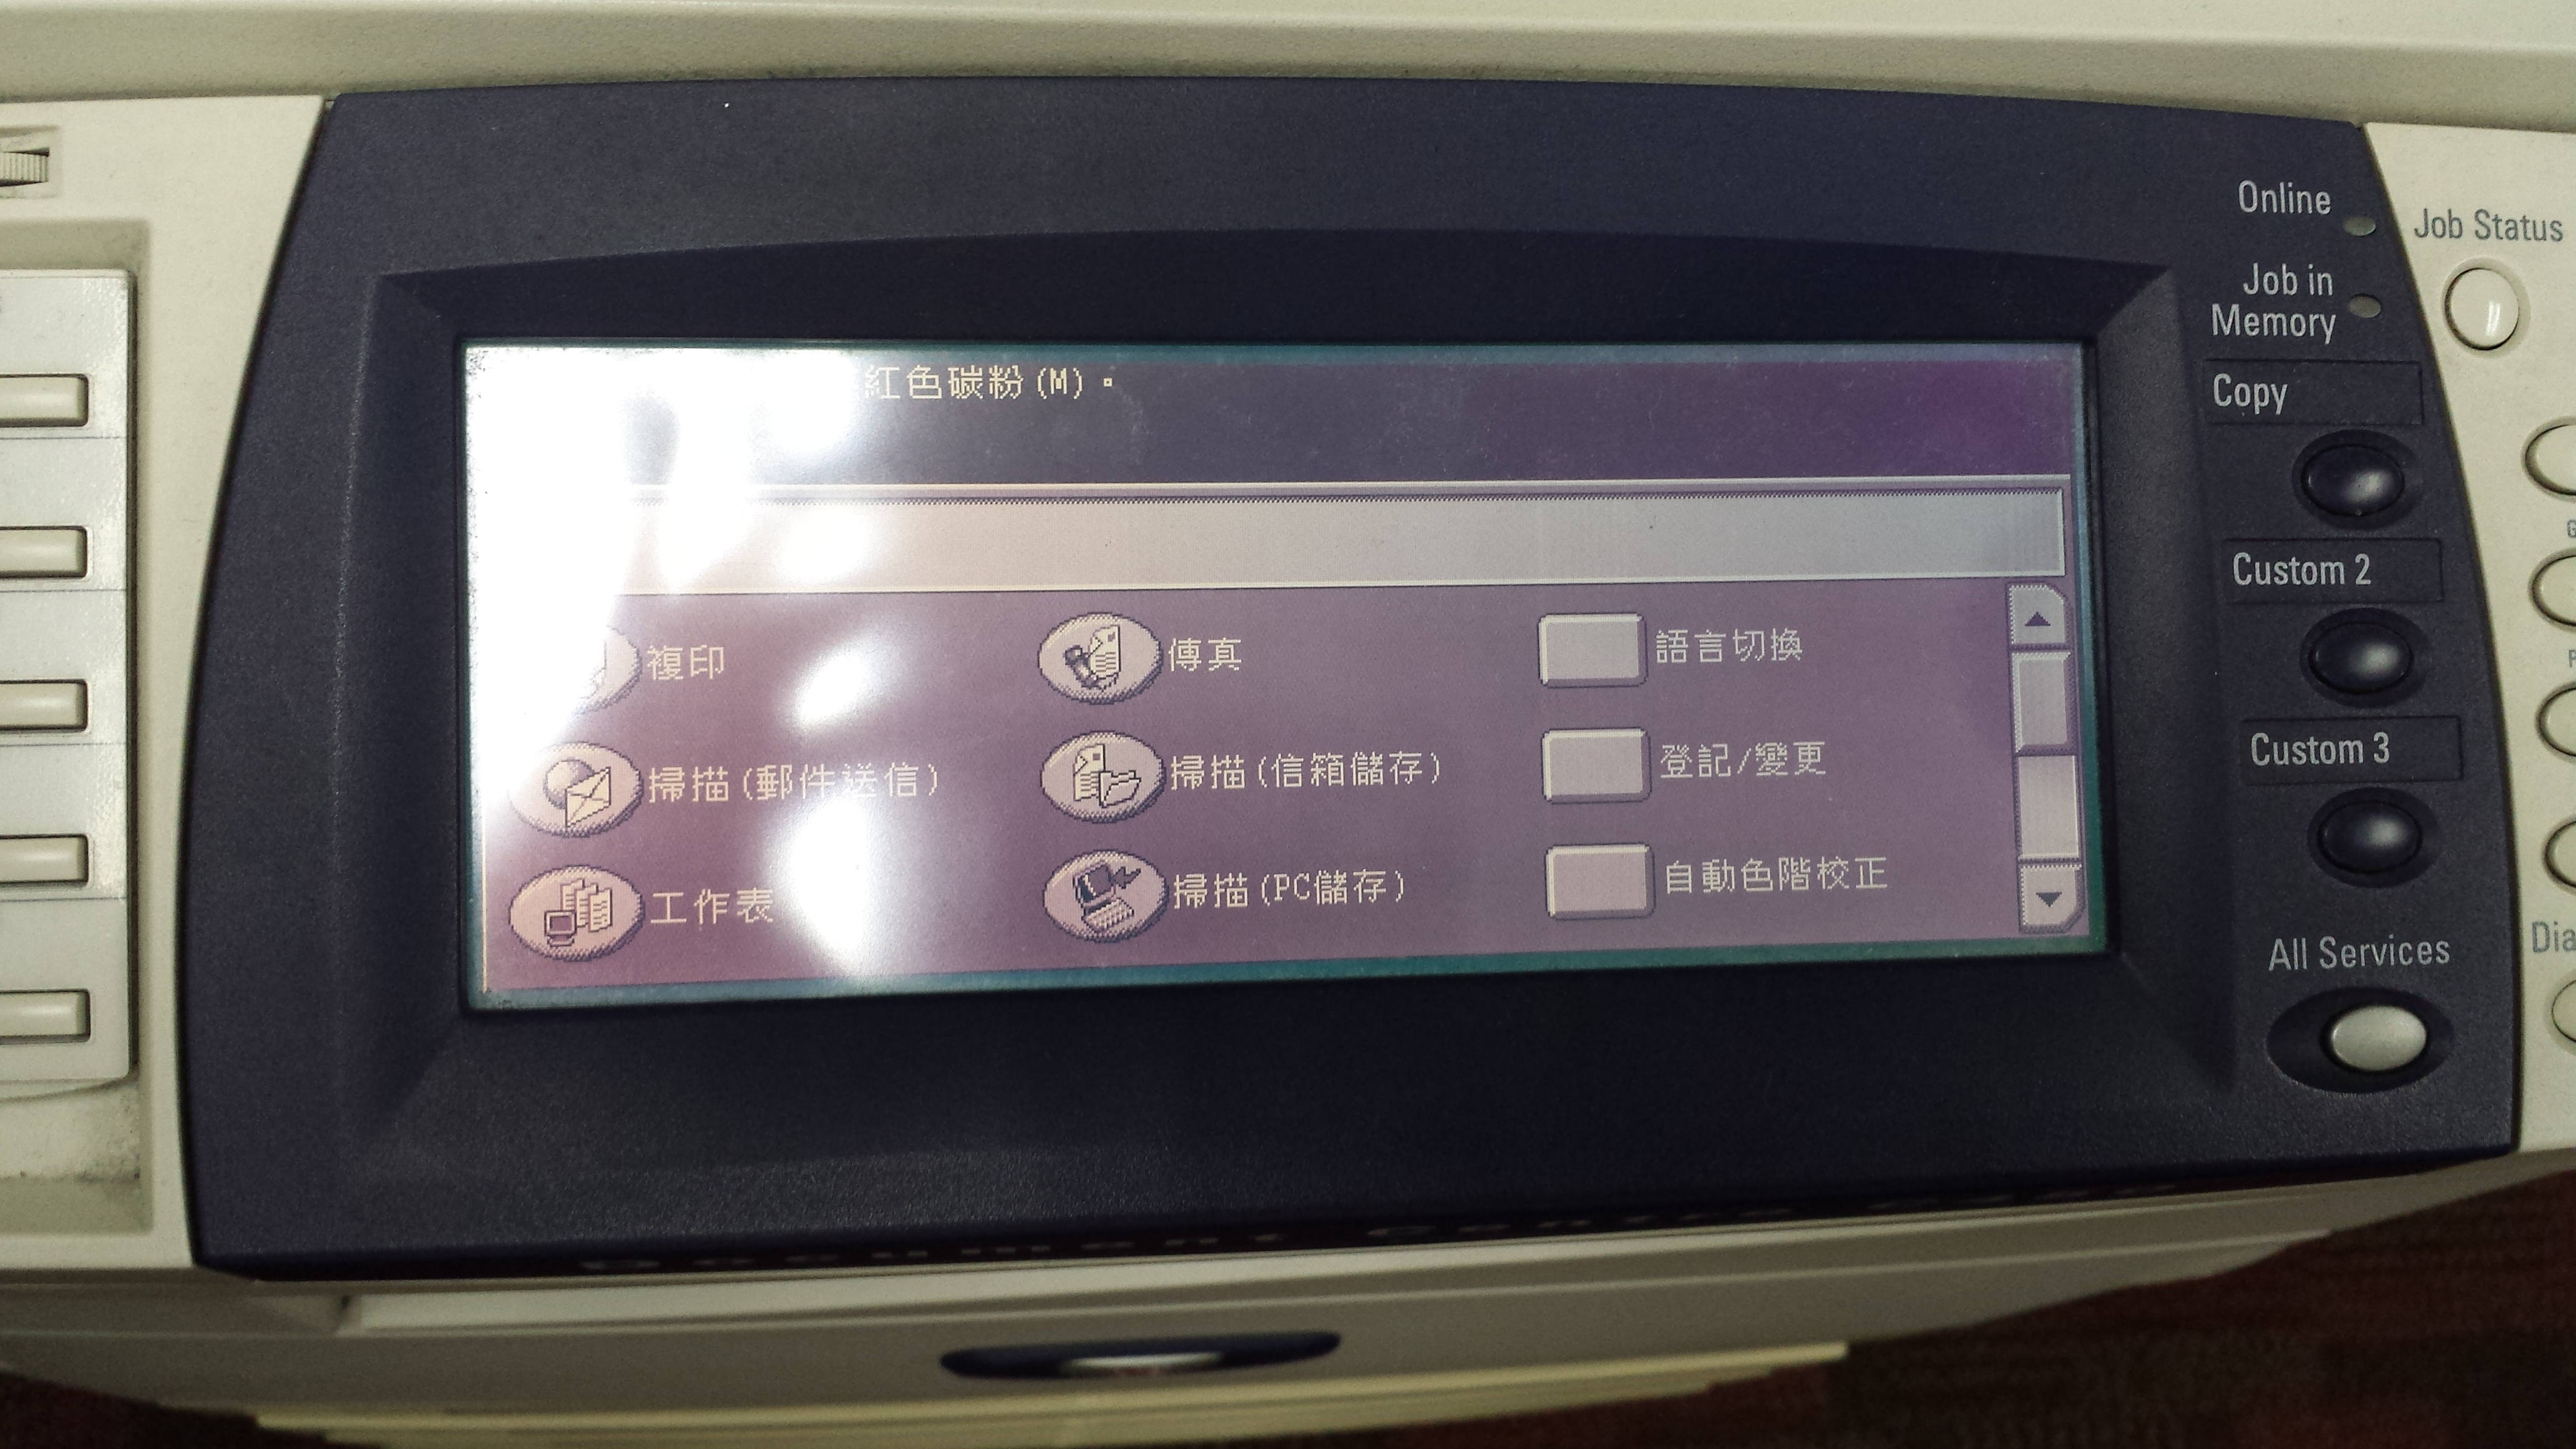 紅色碳粉(M)。
複印
傳真
語言切換
掃描(郵件送信)
掃描(信箱儲存)
登記/變更
工作表
掃描(PC儲存)
自動色階校正
Online
Job in
Memory
Copy
Custom 2
Custom 3
All Services
Job Status